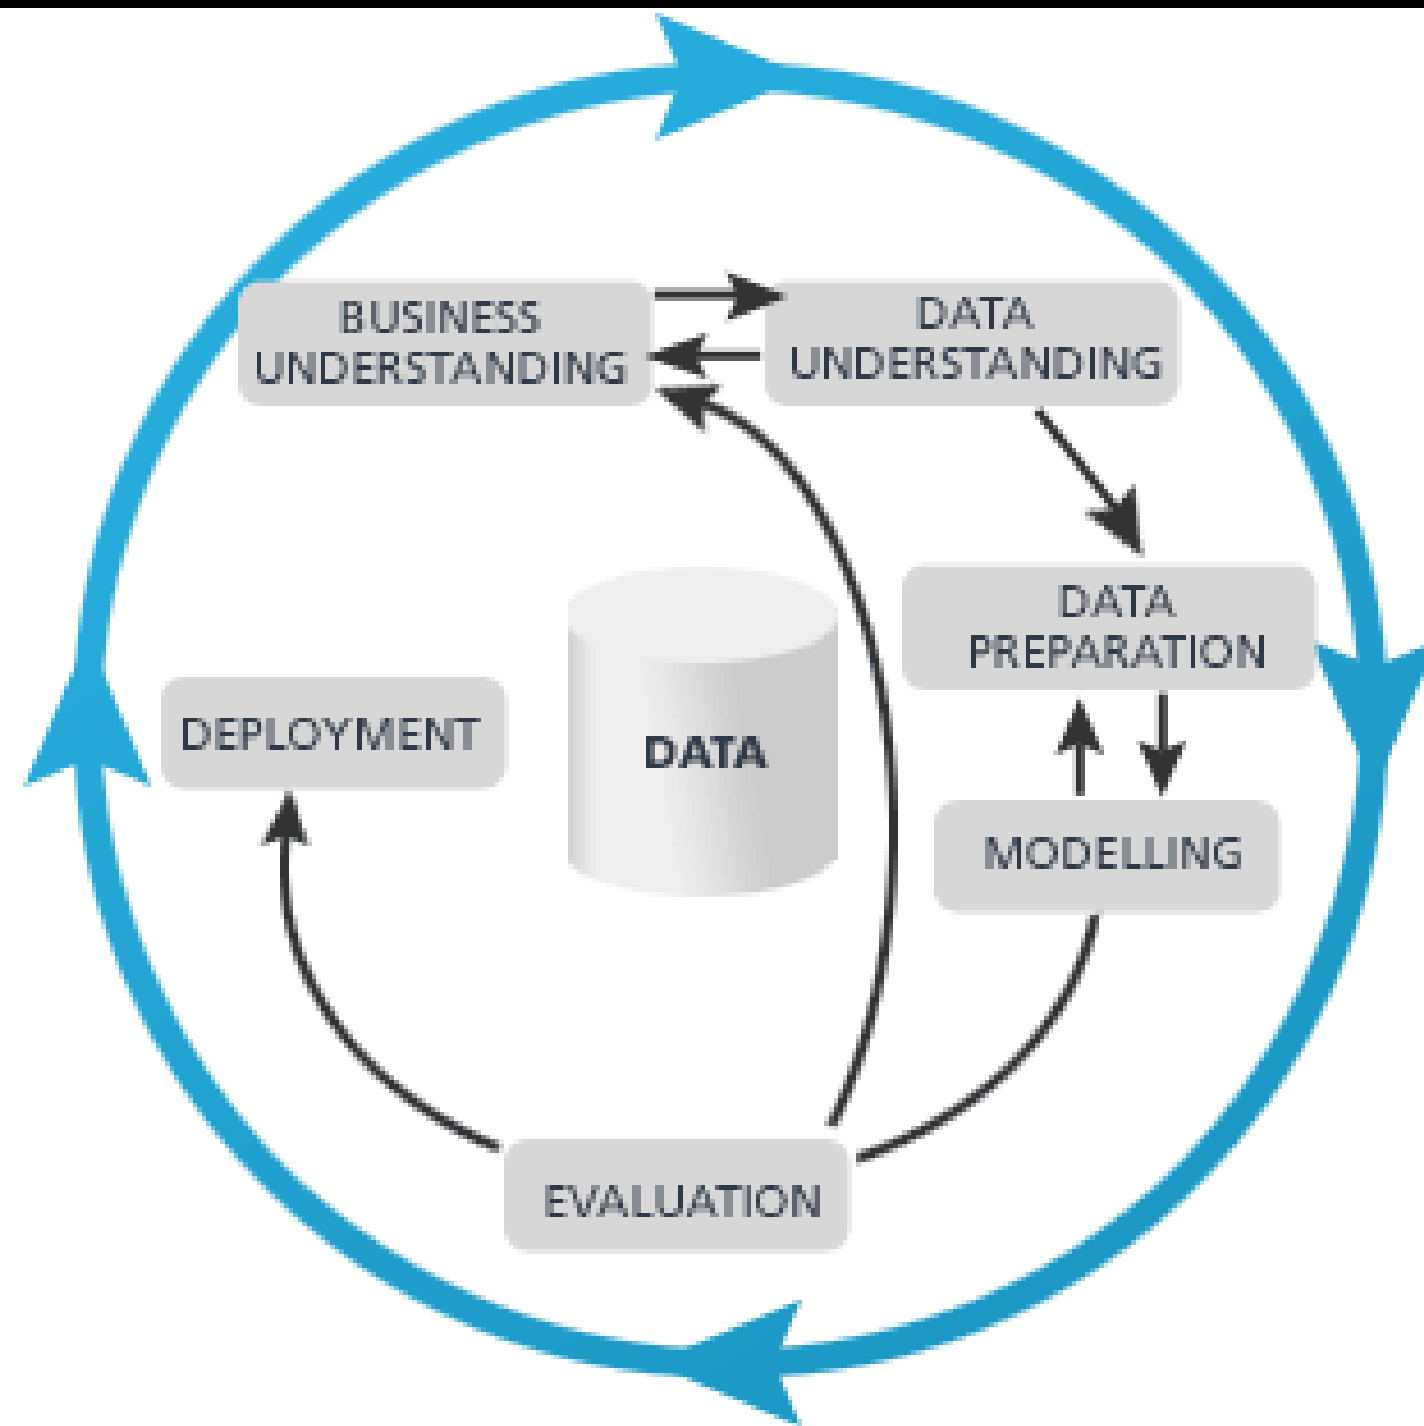 BUSINESS
UNDERSTANDING
DATA
UNDERSTANDING
DATA
PREPARATION
DEPLOYMENT
DATA
MODELLING
EVALUATION